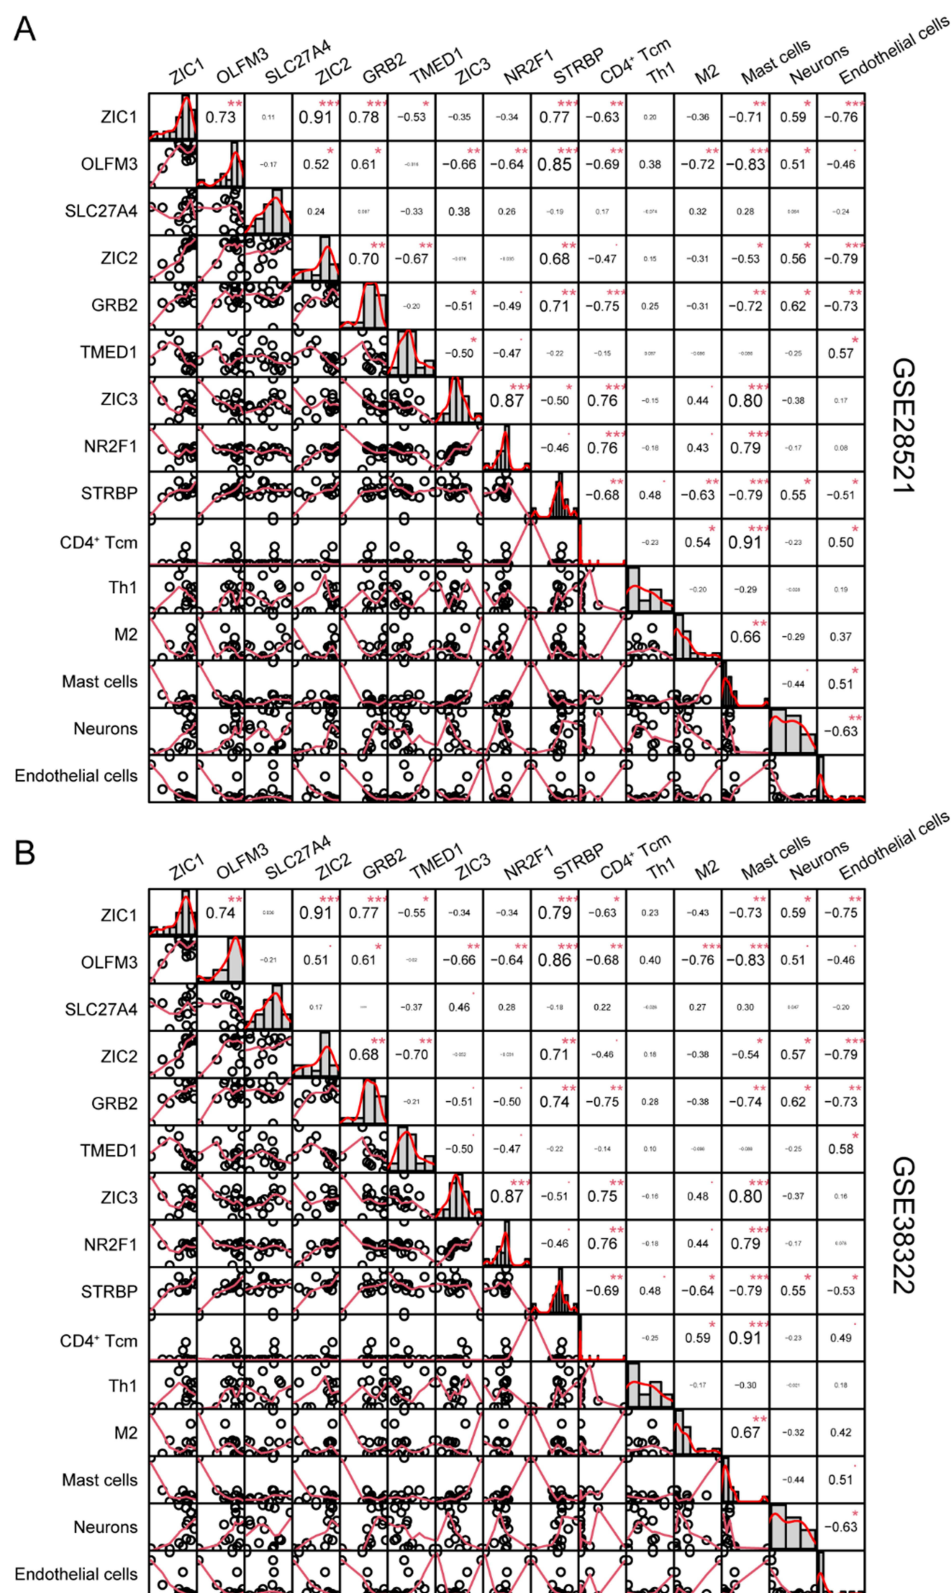 A
ZIC1 OLFM3 SLC27A4 ZIC2 GRB2 TMED1 ZIC3 NR2F1 STRBP CD4⁺ Tcm Th1 M2 Mast cells Neurons Endothelial cells
ZIC1 0.73 ** 0.11 0.91 *** 0.78 *** −0.53 * −0.35 −0.34 0.77 *** −0.63 ** 0.20 −0.36 −0.71 ** 0.59 * −0.76 ***
OLFM3 −0.17 0.52 * 0.61 * −0.66 ** −0.64 ** 0.85 *** −0.69 ** 0.38 −0.72 ** −0.83 *** 0.51 * −0.46 ·
SLC27A4 0.24 −0.33 0.38 0.26 −0.19 0.17 0.32 0.28 −0.24
ZIC2 0.70 ** −0.67 ** 0.68 ** −0.47 · 0.15 −0.31 −0.53 * 0.56 * −0.79 ***
GRB2 −0.20 −0.51 * −0.49 · 0.71 ** −0.75 *** 0.25 −0.31 −0.72 ** 0.62 * −0.73 **
TMED1 −0.50 * −0.47 · −0.22 −0.15 −0.25 0.57 *
ZIC3 0.87 *** −0.50 * 0.76 *** −0.15 0.44 · 0.80 *** −0.38 0.17
NR2F1 −0.46 · 0.76 *** −0.18 0.43 · 0.79 *** −0.17 0.08
STRBP −0.68 ** 0.48 · −0.63 ** −0.79 *** 0.55 * −0.51 *
CD4⁺ Tcm −0.23 0.54 * 0.91 *** −0.23 0.50 *
Th1 −0.20 −0.29 0.19
M2 0.66 ** −0.29 0.37
Mast cells −0.44 · 0.51 *
Neurons −0.63 **
Endothelial cells
GSE28521
B
ZIC1 OLFM3 SLC27A4 ZIC2 GRB2 TMED1 ZIC3 NR2F1 STRBP CD4⁺ Tcm Th1 M2 Mast cells Neurons Endothelial cells
ZIC1 0.74 ** 0.91 *** 0.77 *** −0.55 * −0.34 −0.34 0.79 *** −0.63 * 0.23 −0.43 −0.73 ** 0.59 * −0.75 **
OLFM3 −0.21 0.51 · 0.61 * −0.66 ** −0.64 ** 0.86 *** −0.68 ** 0.40 −0.76 *** −0.83 *** 0.51 · −0.46 ·
SLC27A4 0.17 −0.37 0.46 · 0.28 −0.18 0.22 0.27 0.30 −0.20
ZIC2 0.68 ** −0.70 ** 0.71 ** −0.46 · 0.18 −0.38 −0.54 * 0.57 * −0.79 ***
GRB2 −0.21 −0.51 · −0.50 · 0.74 ** −0.75 ** 0.28 −0.38 −0.74 ** 0.62 * −0.73 **
TMED1 −0.50 · −0.47 · −0.22 −0.14 0.10 −0.25 0.58 *
ZIC3 0.87 *** −0.51 · 0.75 ** −0.16 0.48 · 0.80 *** −0.37 0.16
NR2F1 −0.46 · 0.76 ** −0.18 0.44 · 0.79 *** −0.17
STRBP −0.69 ** 0.48 · −0.64 * −0.79 *** 0.55 * −0.53 *
CD4⁺ Tcm −0.25 0.59 * 0.91 *** −0.23 0.49 ·
Th1 −0.17 −0.30 0.18
M2 0.67 ** −0.32 0.42
Mast cells −0.44 0.51 ·
Neurons −0.63 *
Endothelial cells
GSE38322